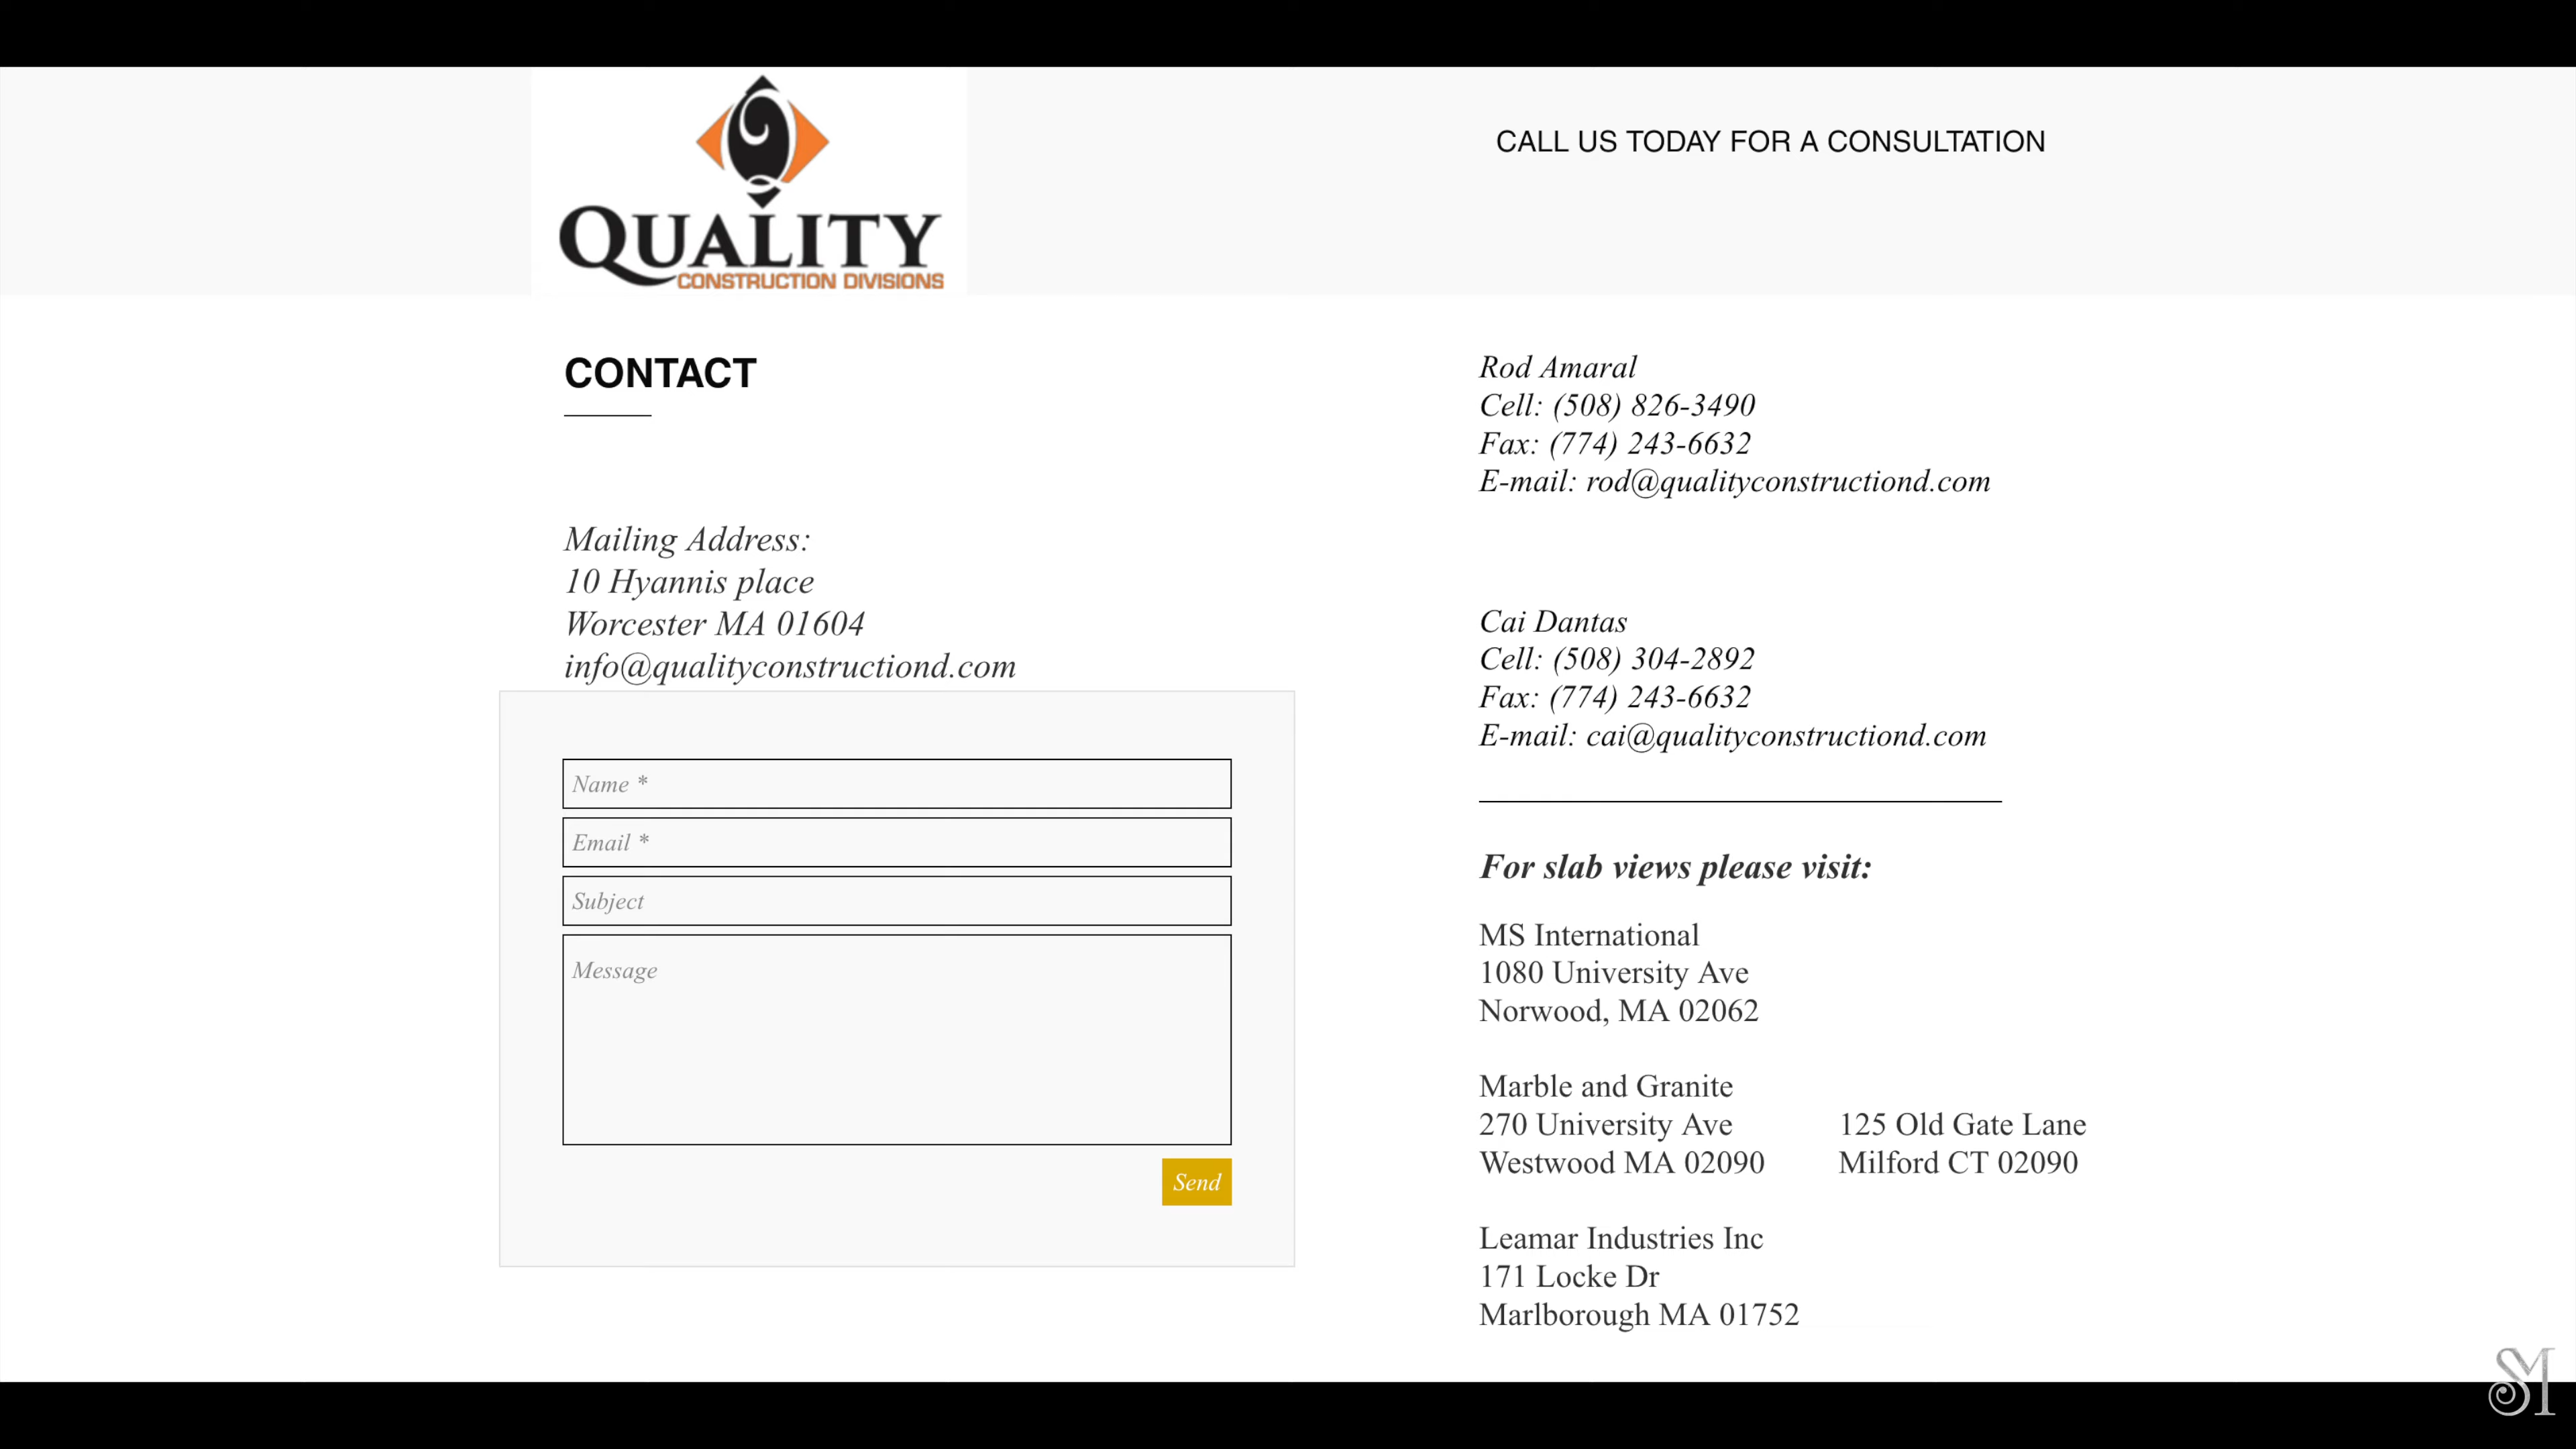 QUALITY
CONSTRUCTION DIVISIONS
CALL US TODAY FOR A CONSULTATION
CONTACT
Mailing Address:
10 Hyannis place
Worcester MA 01604
info@qualityconstructiond.com
Name *
Email *
Subject
Message
Send
Rod Amaral
Cell: (508) 826-3490
Fax: (774) 243-6632
E-mail: rod@qualityconstructiond.com
Cai Dantas
Cell: (508) 304-2892
Fax: (774) 243-6632
E-mail: cai@qualityconstructiond.com
For slab views please visit:
MS International
1080 University Ave
Norwood, MA 02062
Marble and Granite
270 University Ave
Westwood MA 02090
125 Old Gate Lane
Milford CT 02090
Leamar Industries Inc
171 Locke Dr
Marlborough MA 01752
SM